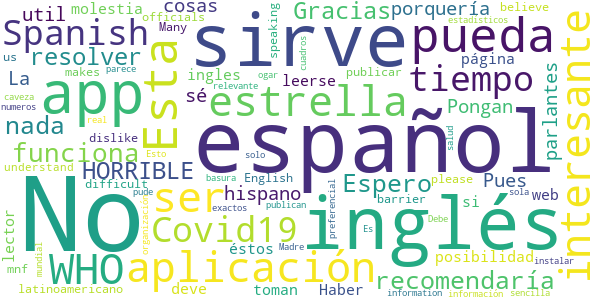 util
molestia
officials
cosas
Gracias
porquería
believe
estadisticos
Spanish
Many
us
speaking
cuadros
sirve
pueda
interesante
resolver
La
makes
parece
ingles
publicar
página
app
Esta
leerse
tiempo
ogar
relevante
sé
estrella
Pongan
parlantes
caveza
numeros
real
nada
dislike
Esto
español
salud
funciona
HORRIBLE
solo
understand
difficult
pude
basura
hispano
English
Espero
Pues
web
No
ser
inglés
barrier
please
si
sola
lector
Covid19
organización
publican
preferencial
éstos
posibilidad
mnf
mundial
WHO
aplicación
exactos
Madre
Es
Debe
recomendaría
instalar
latinoamericano
deve
toman
Haber
information
informacion
sencilla